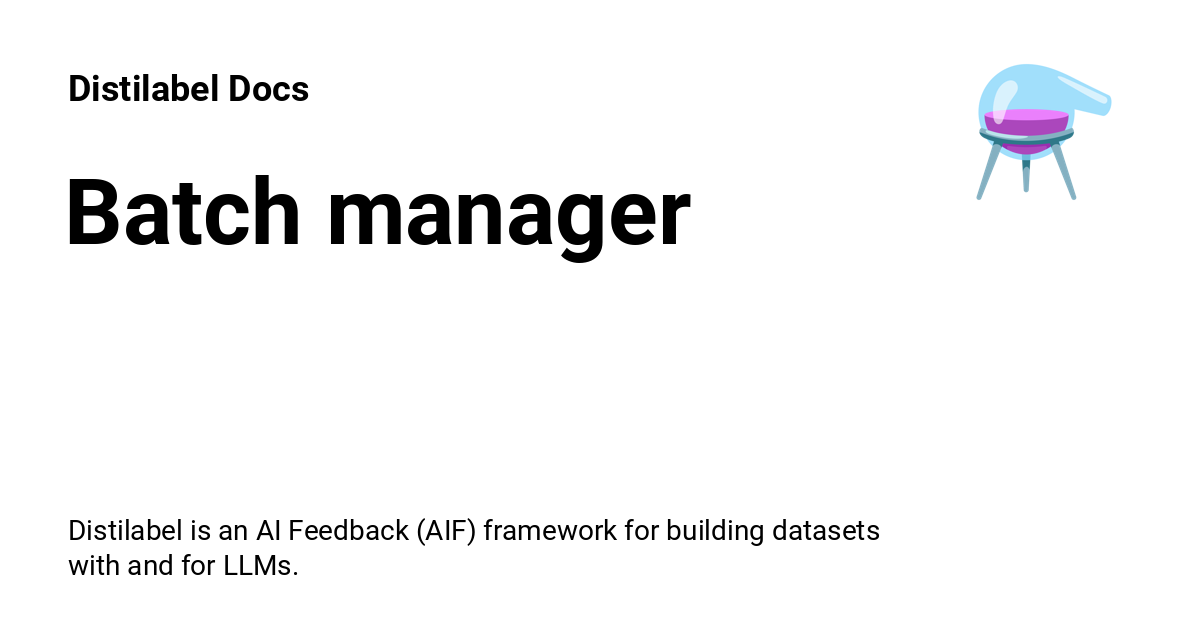 Distilabel Docs
Batch manager
Distilabel is an AI Feedback (AIF) framework for building datasets
with and for LLMs.